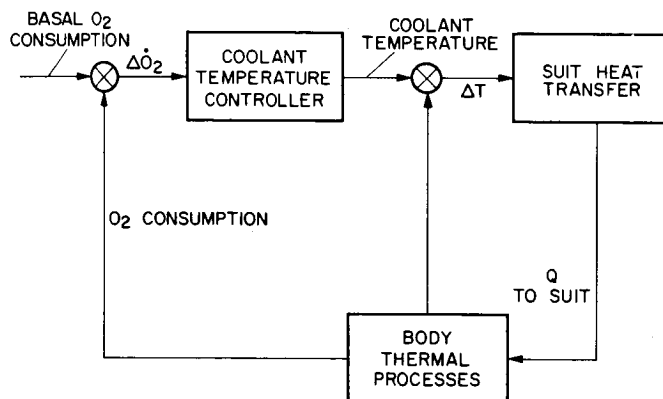 BASAL O2
CONSUMPTION
ΔȮ2
COOLANT
TEMPERATURE
CONTROLLER
COOLANT
TEMPERATURE
ΔT
SUIT HEAT
TRANSFER
O2 CONSUMPTION
Q
TO SUIT
BODY
THERMAL
PROCESSES